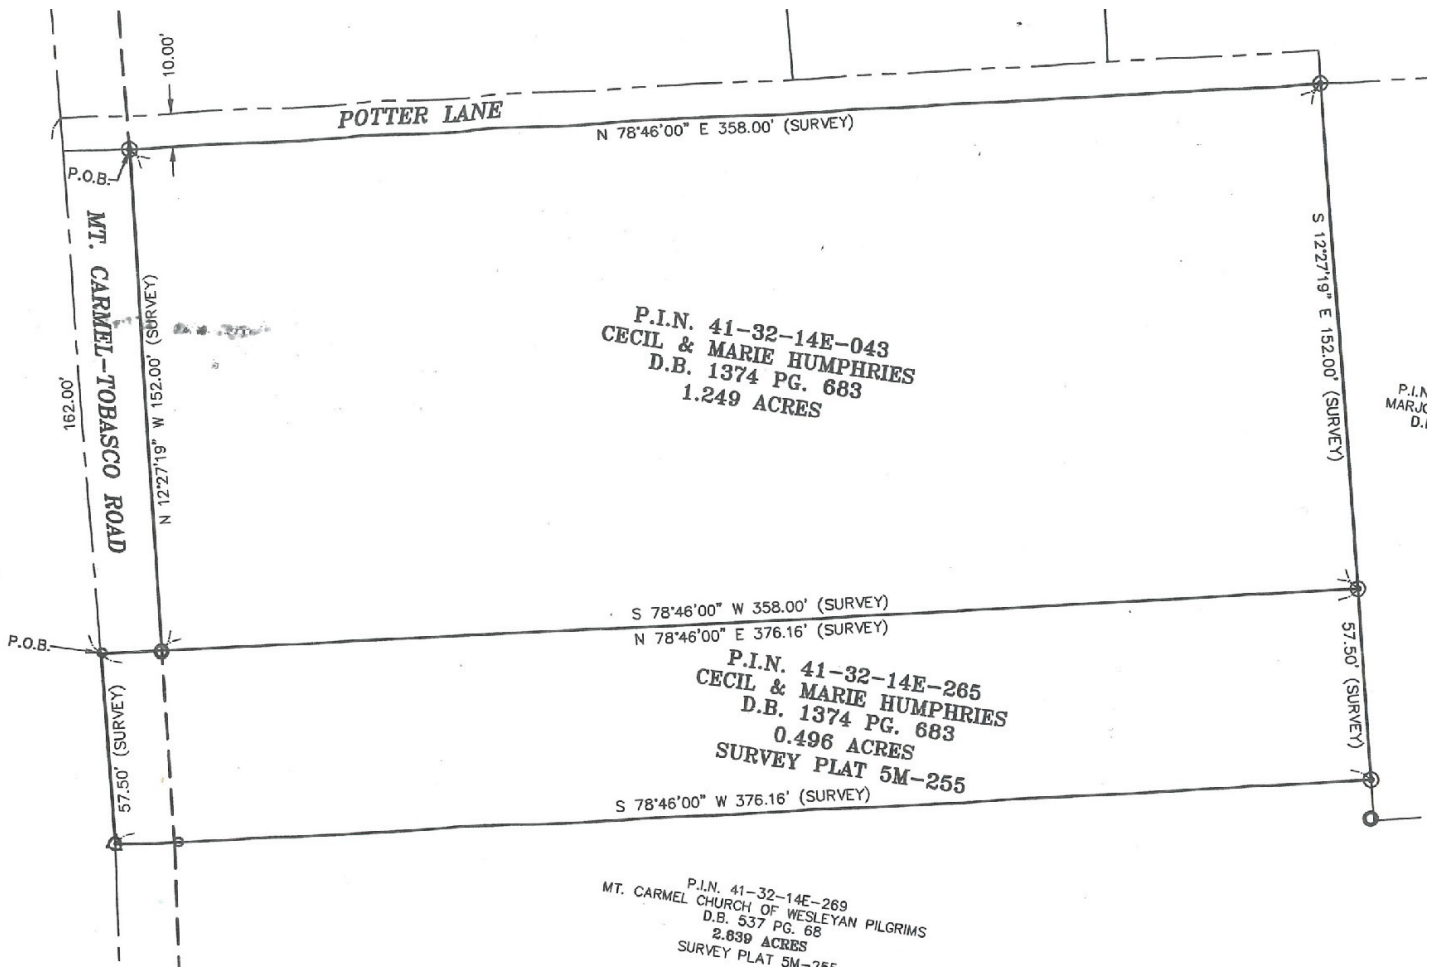 10.00'
POTTER LANE
N 78°46'00" E 358.00' (SURVEY)
P.O.B.
MT. CARMEL-TOBASCO ROAD
162.00'
N 12°27'19" W 152.00' (SURVEY)
S 12°27'19" E 152.00' (SURVEY)
P.I.N. 41-32-14E-043
CECIL & MARIE HUMPHRIES
D.B. 1374 PG. 683
1.249 ACRES
P.I.N
MARJO
D.
S 78°46'00" W 358.00' (SURVEY)
N 78°46'00" E 376.16' (SURVEY)
P.O.B.
57.50' (SURVEY)
57.50' (SURVEY)
P.I.N. 41-32-14E-265
CECIL & MARIE HUMPHRIES
D.B. 1374 PG. 683
0.496 ACRES
SURVEY PLAT 5M-255
S 78°46'00" W 376.16' (SURVEY)
P.I.N. 41-32-14E-269
MT. CARMEL CHURCH OF WESLEYAN PILGRIMS
D.B. 537 PG. 68
2.639 ACRES
SURVEY PLAT 5M-255